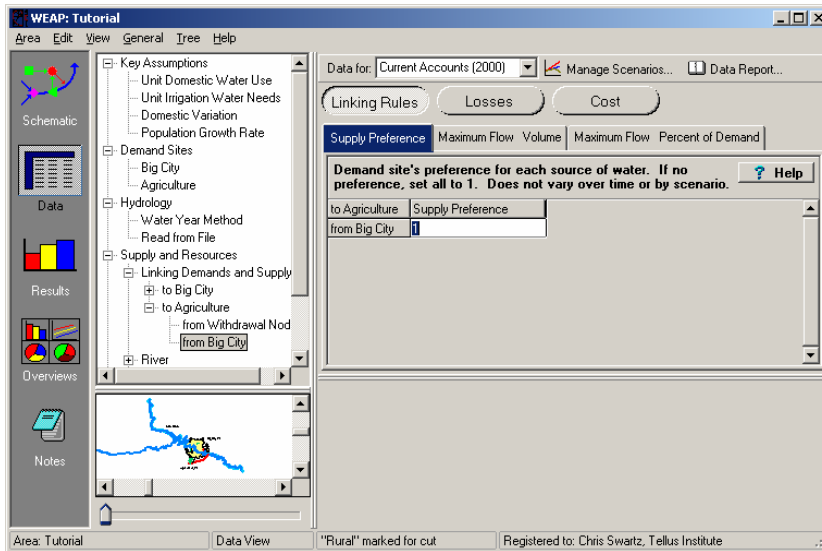 WEAP: Tutorial
Area Edit View General Tree Help
Schematic
Data
Results
Overviews
Notes
Key Assumptions
Unit Domestic Water Use
Unit Irrigation Water Needs
Domestic Variation
Population Growth Rate
Demand Sites
Big City
Agriculture
Hydrology
Water Year Method
Read from File
Supply and Resources
Linking Demands and Supply
to Big City
to Agriculture
from Withdrawal Nod
from Big City
River
Data for: Current Accounts (2000) Manage Scenarios... Data Report...
Linking Rules Losses Cost
Supply Preference Maximum Flow Volume Maximum Flow Percent of Demand
Demand site's preference for each source of water. If no
preference, set all to 1. Does not vary over time or by scenario.
? Help
to Agriculture Supply Preference
from Big City 1
Area: Tutorial Data View "Rural" marked for cut Registered to: Chris Swartz, Tellus Institute